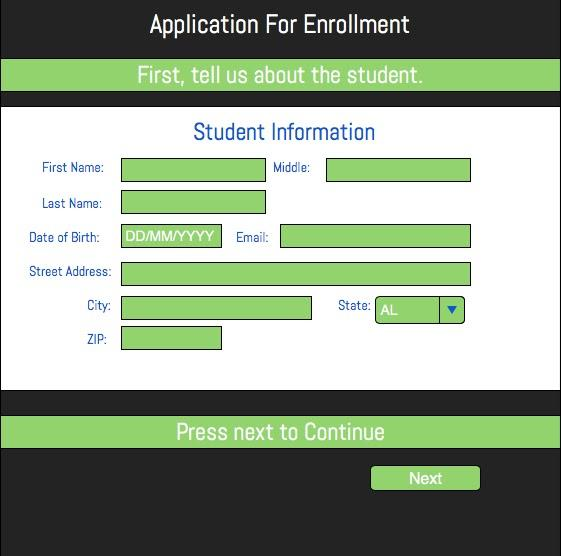 Application For Enrollment
First, tell us about the student.
Student Information
First Name: Middle:
Last Name:
Date of Birth: DD/MM/YYYY Email:
Street Address:
City: State: AL
ZIP:
Press next to Continue
Next